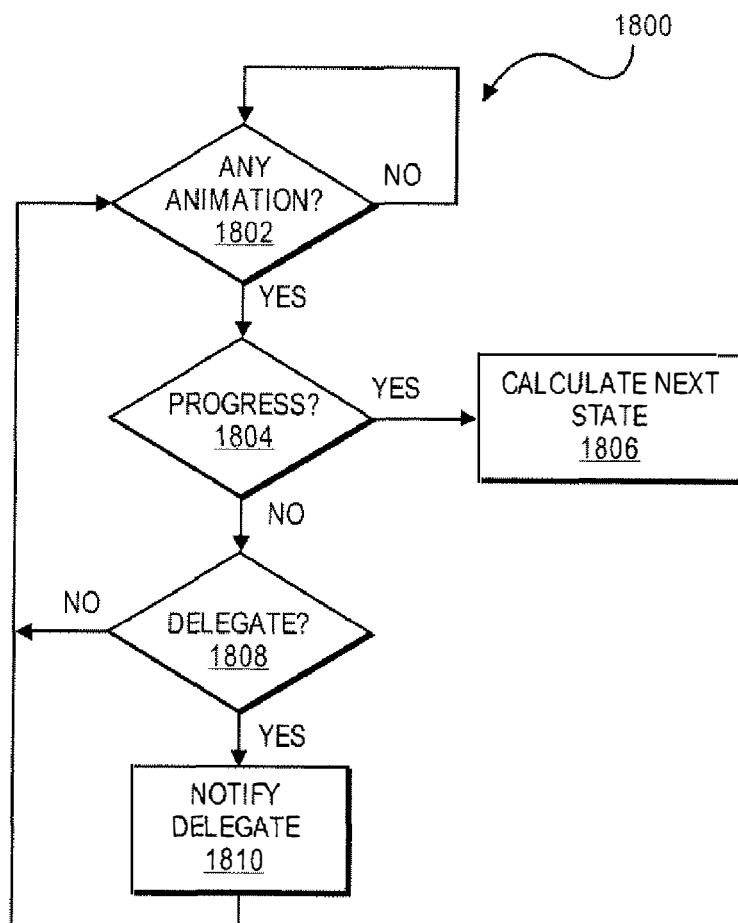 1800
ANY
ANIMATION?
1802
NO
YES
PROGRESS?
1804
YES
CALCULATE NEXT
STATE
1806
NO
DELEGATE?
1808
NO
YES
NOTIFY
DELEGATE
1810